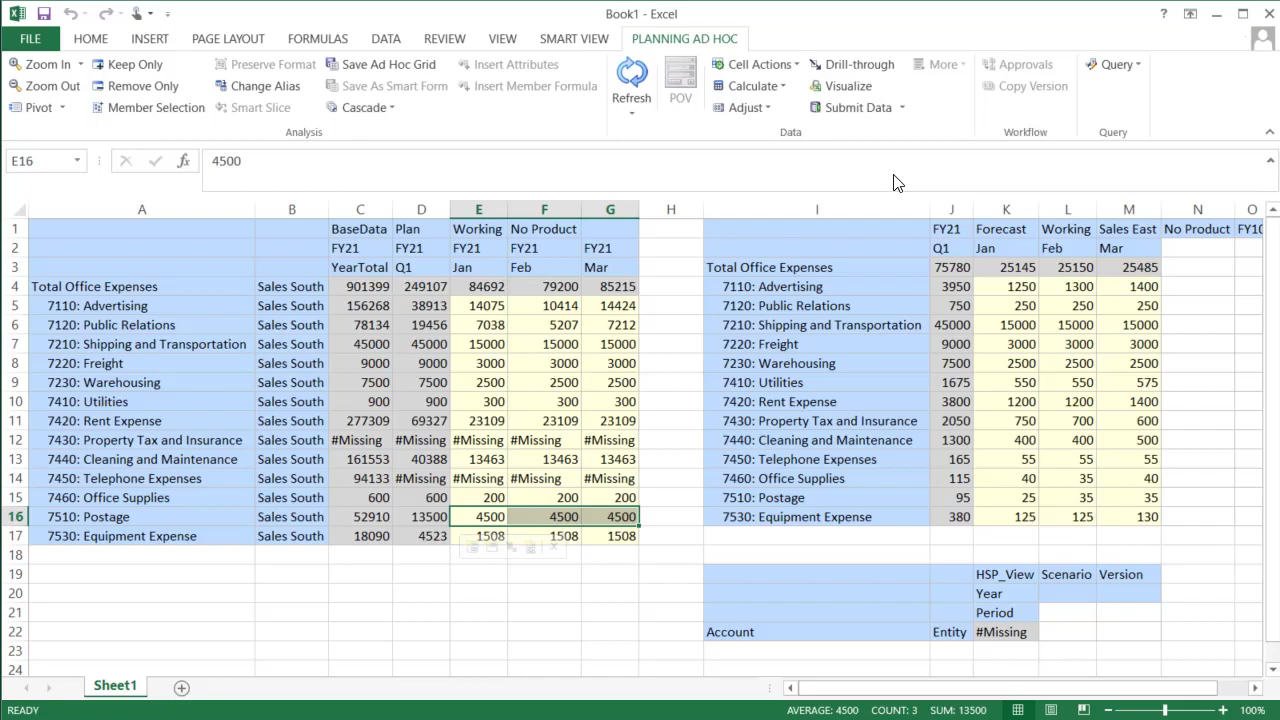 Book1 - Excel
FILE HOME INSERT PAGE LAYOUT FORMULAS DATA REVIEW VIEW SMART VIEW PLANNING AD HOC
Zoom In Keep Only Preserve Format Save Ad Hoc Grid Insert Attributes Cell Actions Drill-through More Approvals Query
Zoom Out Remove Only Change Alias Save As Smart Form Insert Member Formula Refresh POV Calculate Visualize Copy Version
Pivot Member Selection Smart Slice Cascade Adjust Submit Data
Analysis Data Workflow Query
E16 fx 4500
A B C D E F G H I J K L M N O
1 BaseData Plan Working No Product FY21 Forecast Working Sales East No Product FY10
2 FY21 FY21 FY21 FY21 FY21 Q1 Jan Feb Mar
3 YearTotal Q1 Jan Feb Mar Total Office Expenses 75780 25145 25150 25485
4 Total Office Expenses Sales South 901399 249107 84692 79200 85215 7110: Advertising 3950 1250 1300 1400
5 7110: Advertising Sales South 156268 38913 14075 10414 14424 7120: Public Relations 750 250 250 250
6 7120: Public Relations Sales South 78134 19456 7038 5207 7212 7210: Shipping and Transportation 45000 15000 15000 15000
7 7210: Shipping and Transportation Sales South 45000 45000 15000 15000 15000 7220: Freight 9000 3000 3000 3000
8 7220: Freight Sales South 9000 9000 3000 3000 3000 7230: Warehousing 7500 2500 2500 2500
9 7230: Warehousing Sales South 7500 7500 2500 2500 2500 7410: Utilities 1675 550 550 575
10 7410: Utilities Sales South 900 900 300 300 300 7420: Rent Expense 3800 1200 1200 1400
11 7420: Rent Expense Sales South 277309 69327 23109 23109 23109 7430: Property Tax and Insurance 2050 750 700 600
12 7430: Property Tax and Insurance Sales South #Missing #Missing #Missing #Missing #Missing 7440: Cleaning and Maintenance 1300 400 400 500
13 7440: Cleaning and Maintenance Sales South 161553 40388 13463 13463 13463 7450: Telephone Expenses 165 55 55 55
14 7450: Telephone Expenses Sales South 94133 #Missing #Missing #Missing #Missing 7460: Office Supplies 115 40 35 40
15 7460: Office Supplies Sales South 600 600 200 200 200 7510: Postage 95 25 35 35
16 7510: Postage Sales South 52910 13500 4500 4500 4500 7530: Equipment Expense 380 125 125 130
17 7530: Equipment Expense Sales South 18090 4523 1508 1508 1508
18
19 HSP_View Scenario Version
20 Year
21 Period
22 Account Entity #Missing
23
24
Sheet1
READY AVERAGE: 4500 COUNT: 3 SUM: 13500 100%